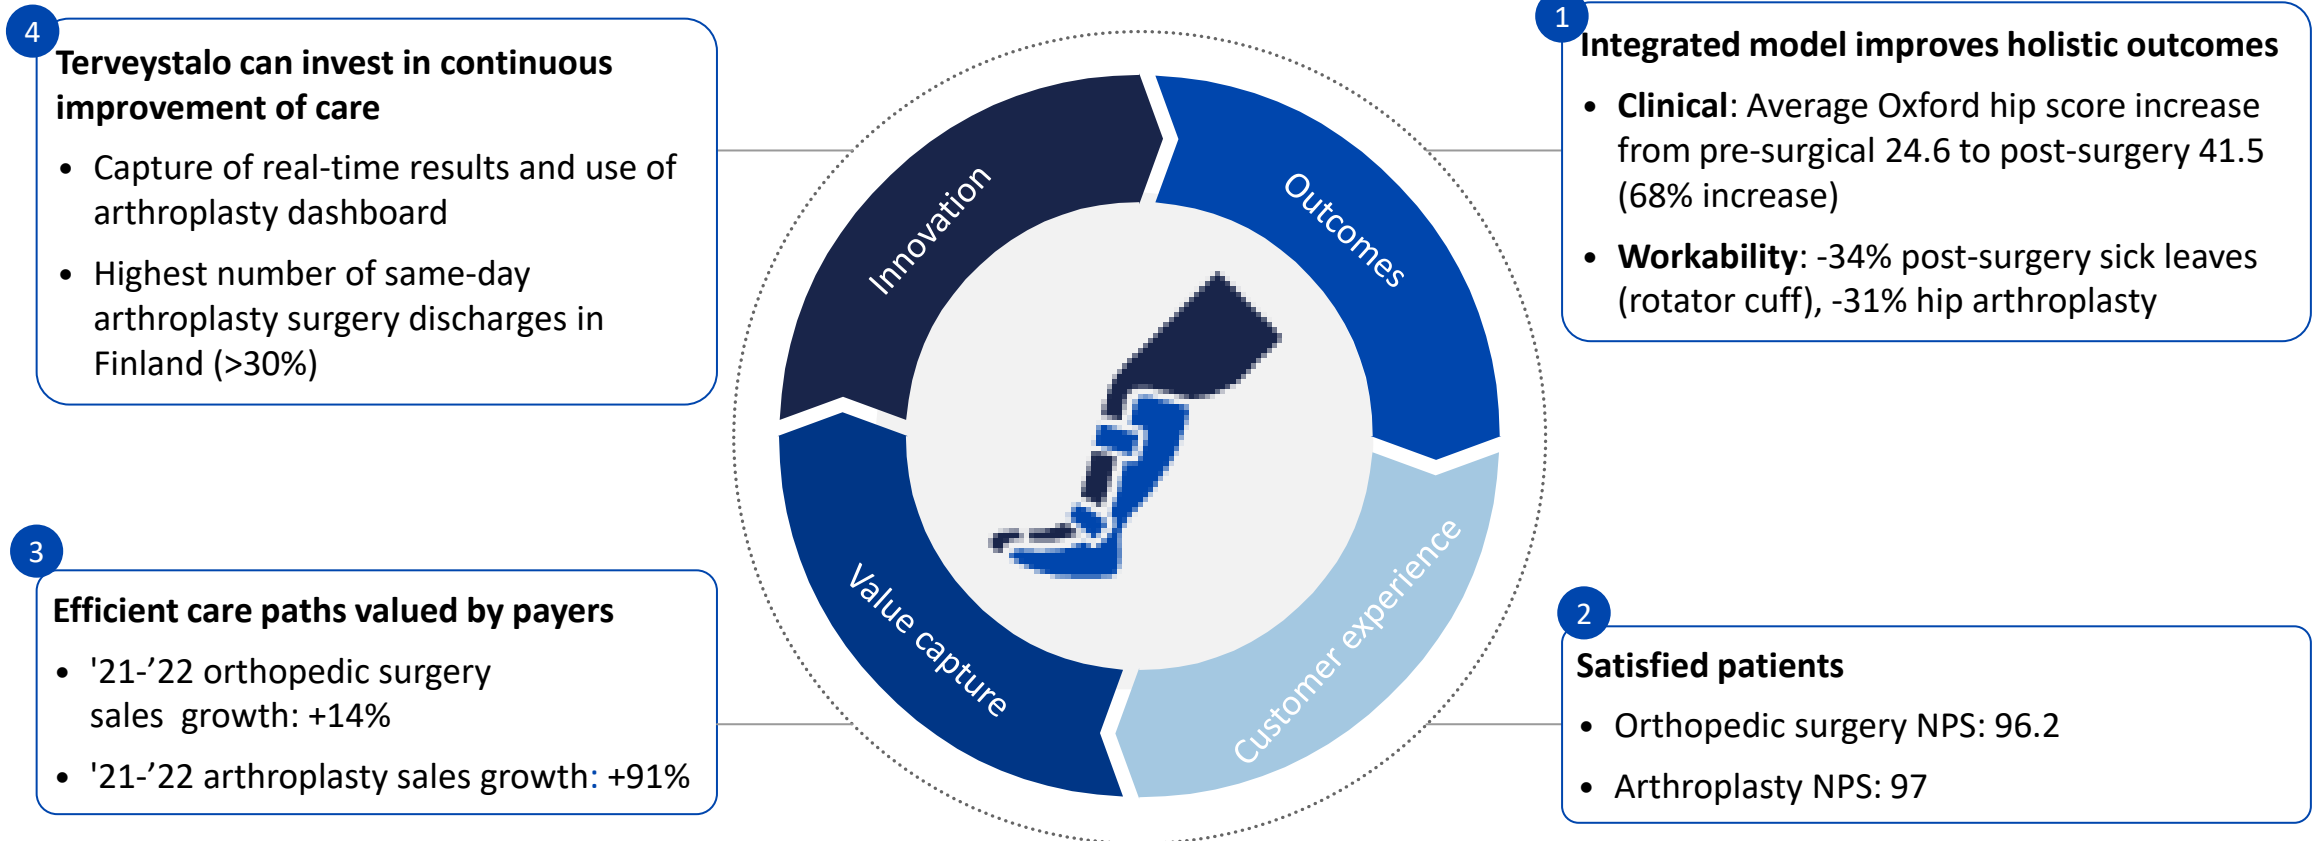 4
Terveystalo can invest in continuous
improvement of care
• Capture of real-time results and use of
arthroplasty dashboard
• Highest number of same-day
arthroplasty surgery discharges in
Finland (>30%)
1
Integrated model improves holistic outcomes
• Clinical: Average Oxford hip score increase
from pre-surgical 24.6 to post-surgery 41.5
(68% increase)
• Workability: -34% post-surgery sick leaves
(rotator cuff), -31% hip arthroplasty
Innovation
Outcomes
Value capture
Customer experience
3
Efficient care paths valued by payers
• '21-’22 orthopedic surgery
sales  growth: +14%
• '21-’22 arthroplasty sales growth: +91%
2
Satisfied patients
• Orthopedic surgery NPS: 96.2
• Arthroplasty NPS: 97